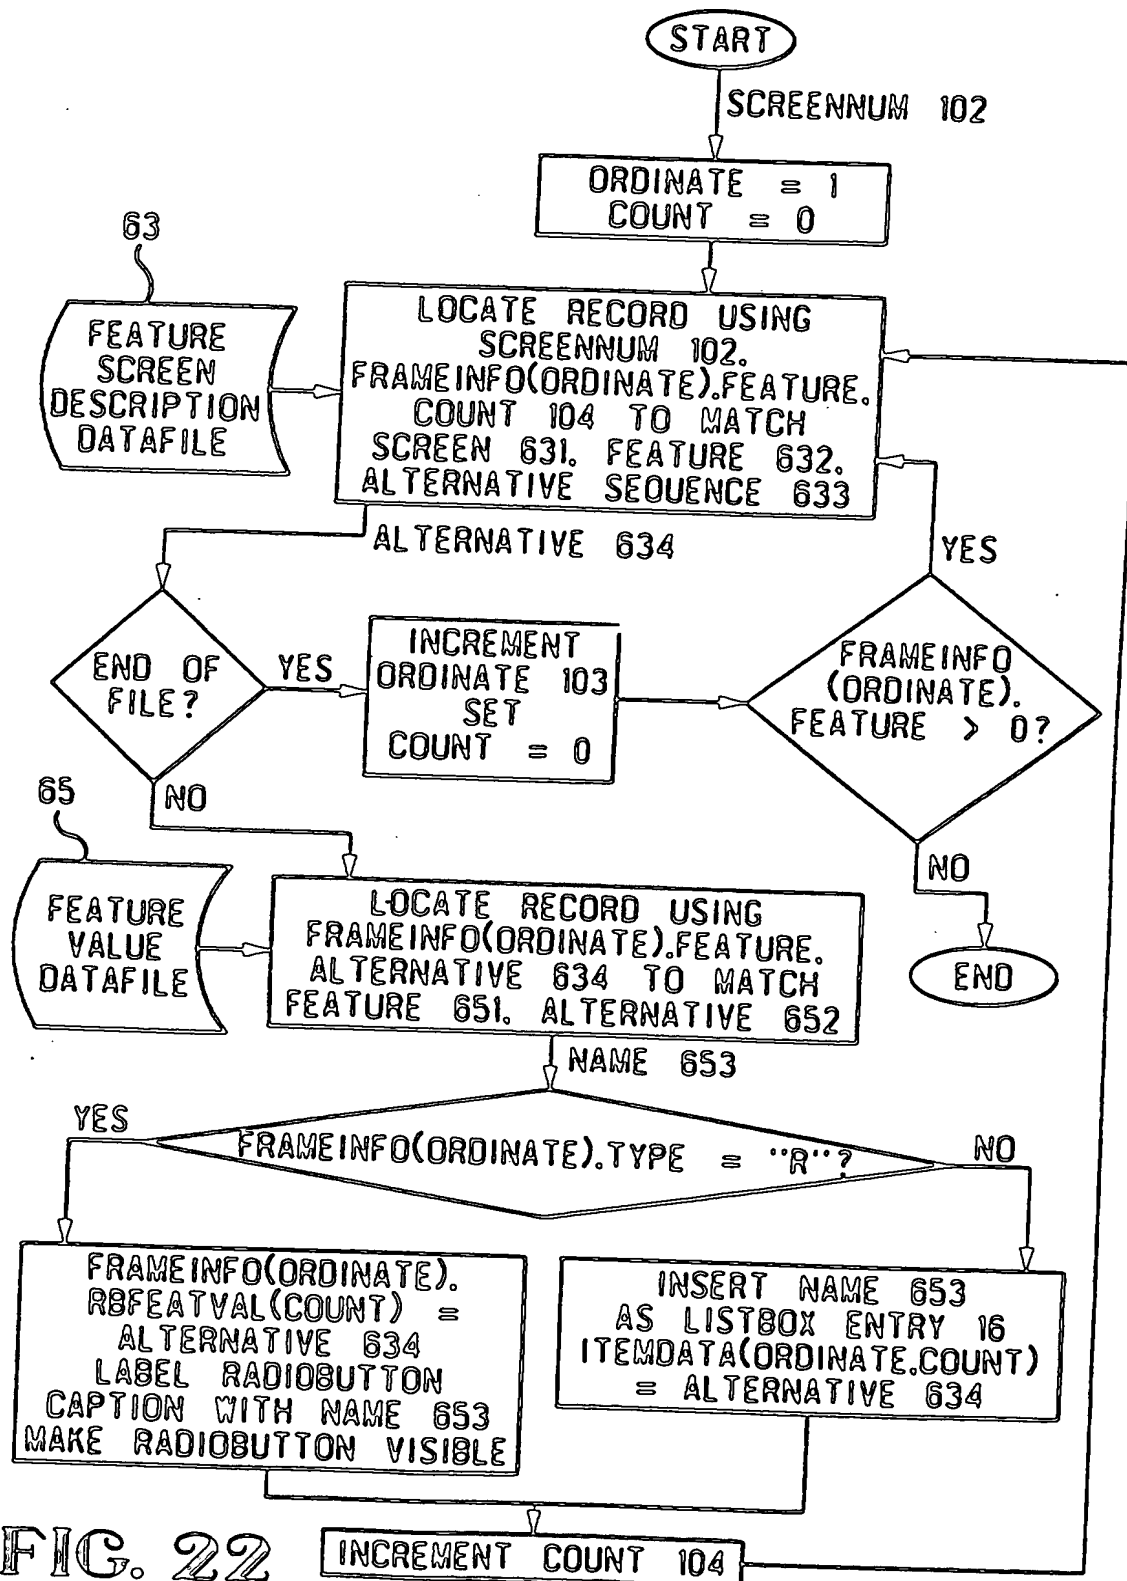 START
SCREENNUM 102
ORDINATE = 1
COUNT = 0
63
FEATURE
SCREEN
DESCRIPTION
DATAFILE
LOCATE RECORD USING
SCREENNUM 102.
FRAMEINFO(ORDINATE).FEATURE.
COUNT 104 TO MATCH
SCREEN 631. FEATURE 632.
ALTERNATIVE SEQUENCE 633
ALTERNATIVE 634
YES
END OF
FILE?
YES
INCREMENT
ORDINATE 103
SET
COUNT = 0
FRAMEINFO
(ORDINATE).
FEATURE > 0?
NO
NO
END
65
FEATURE
VALUE
DATAFILE
LOCATE RECORD USING
FRAMEINFO(ORDINATE).FEATURE.
ALTERNATIVE 634 TO MATCH
FEATURE 651. ALTERNATIVE 652
NAME 653
YES
FRAMEINFO(ORDINATE).TYPE = "R"?
NO
FRAMEINFO(ORDINATE).
RBFEATVAL(COUNT) =
ALTERNATIVE 634
LABEL RADIOBUTTON
CAPTION WITH NAME 653
MAKE RADIOBUTTON VISIBLE
INSERT NAME 653
AS LISTBOX ENTRY 16
ITEMDATA(ORDINATE.COUNT)
= ALTERNATIVE 634
INCREMENT COUNT 104
FIG. 22